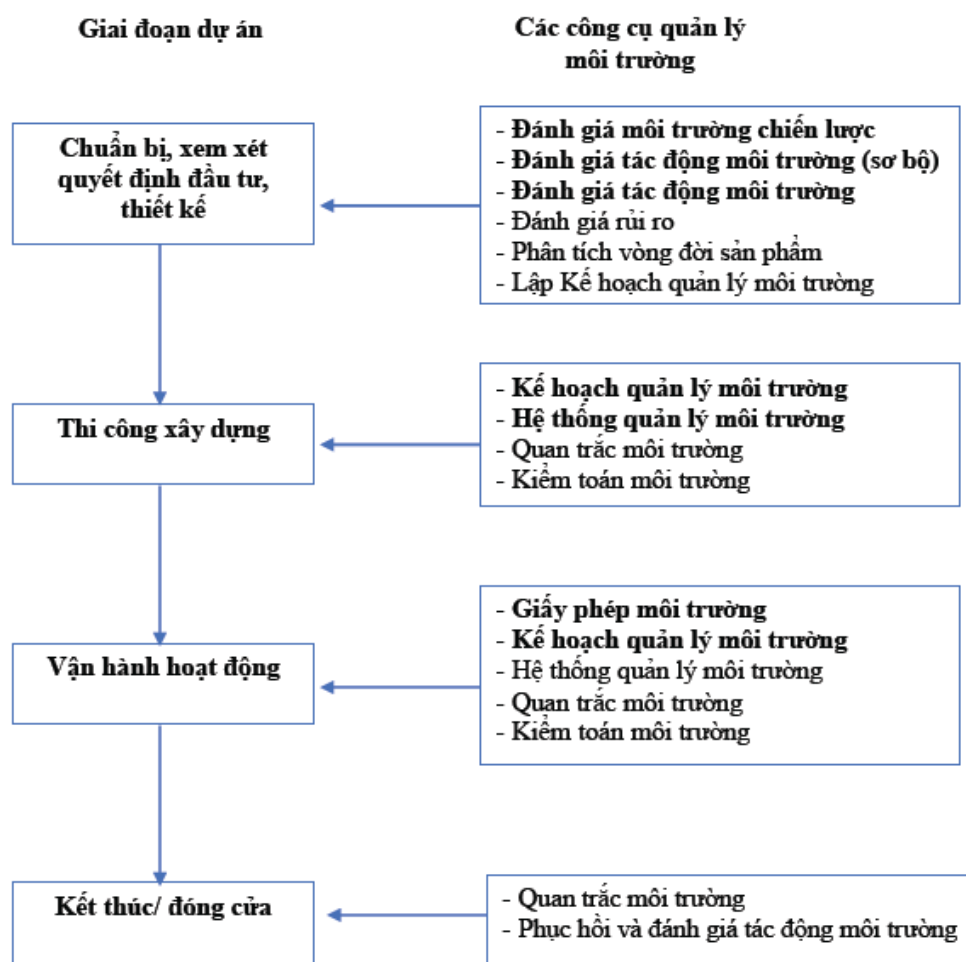 Giai đoạn dự án
Các công cụ quản lý
môi trường
Chuẩn bị, xem xét
quyết định đầu tư,
thiết kế
- Đánh giá môi trường chiến lược
- Đánh giá tác động môi trường (sơ bộ)
- Đánh giá tác động môi trường
- Đánh giá rủi ro
- Phân tích vòng đời sản phẩm
- Lập Kế hoạch quản lý môi trường
Thi công xây dựng
- Kế hoạch quản lý môi trường
- Hệ thống quản lý môi trường
- Quan trắc môi trường
- Kiểm toán môi trường
Vận hành hoạt động
- Giấy phép môi trường
- Kế hoạch quản lý môi trường
- Hệ thống quản lý môi trường
- Quan trắc môi trường
- Kiểm toán môi trường
Kết thúc/ đóng cửa
- Quan trắc môi trường
- Phục hồi và đánh giá tác động môi trường